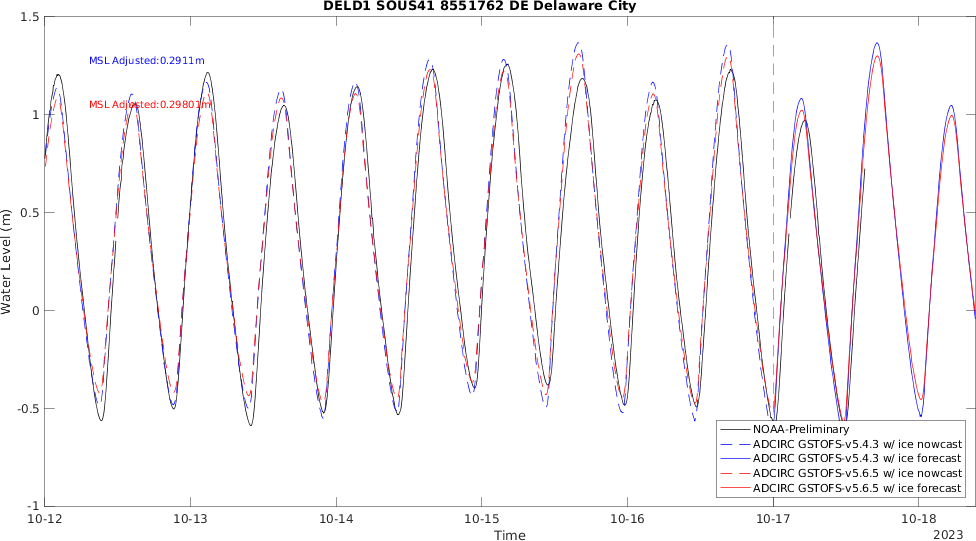 DELD1 SOUS41 8551762 DE Delaware City
1.5
MSL Adjusted:0.2911m
MSL Adjusted:0.29801m
1
0.5
Water Level (m)
0
-0.5
NOAA-Preliminary
ADCIRC GSTOFS-v5.4.3 w/ ice nowcast
ADCIRC GSTOFS-v5.4.3 w/ ice forecast
ADCIRC GSTOFS-v5.6.5 w/ ice nowcast
ADCIRC GSTOFS-v5.6.5 w/ ice forecast
-1
10-12 10-13 10-14 10-15 10-16 10-17 10-18
Time
2023